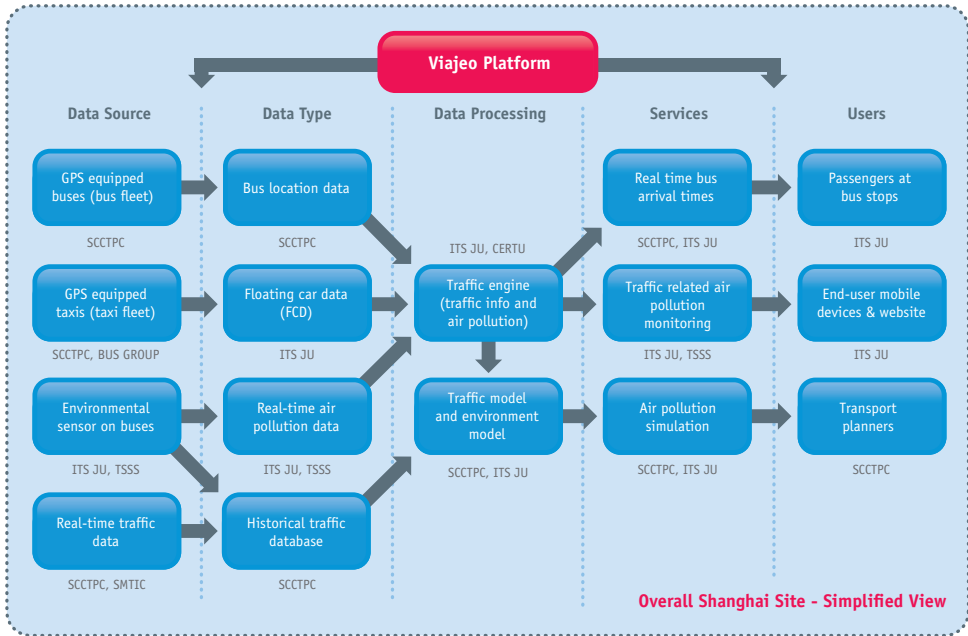 Viajeo Platform
Data Source
Data Type
Data Processing
Services
Users
GPS equipped
buses (bus fleet)
SCCTPC
Bus location data
SCCTPC
Real time bus
arrival times
SCCTPC, ITS JU
Passengers at
bus stops
ITS JU
GPS equipped
taxis (taxi fleet)
SCCTPC, BUS GROUP
Floating car data
(FCD)
ITS JU
ITS JU, CERTU
Traffic engine
(traffic info and
air pollution)
Traffic related air
pollution
monitoring
ITS JU, TSSS
End-user mobile
devices & website
ITS JU
Environmental
sensor on buses
ITS JU, TSSS
Real-time air
pollution data
ITS JU, TSSS
Traffic model
and environment
model
SCCTPC, ITS JU
Air pollution
simulation
SCCTPC, ITS JU
Transport
planners
SCCTPC
Real-time traffic
data
SCCTPC, SMTIC
Historical traffic
database
SCCTPC
Overall Shanghai Site - Simplified View